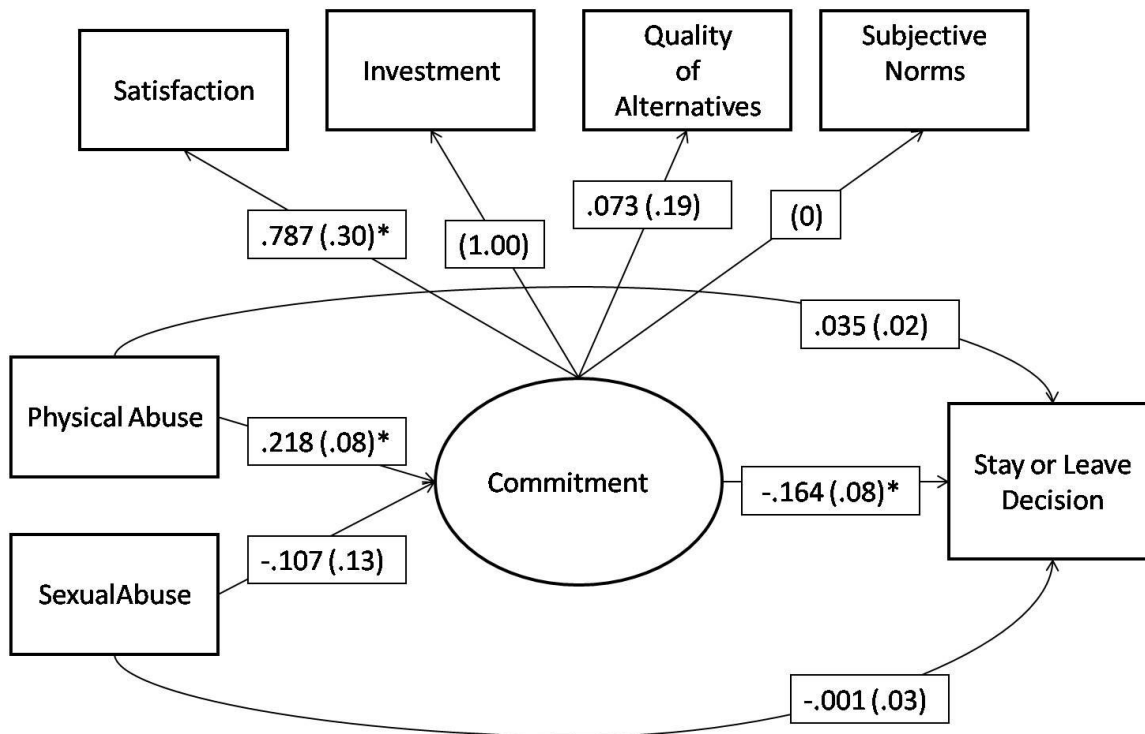 Satisfaction
Investment
Quality
of
Alternatives
Subjective
Norms
.787 (.30)*
(1.00)
.073 (.19)
(0)
.035 (.02)
Physical Abuse
.218 (.08)*
Commitment
-.164 (.08)*
Stay or Leave
Decision
-.107 (.13)
SexualAbuse
-.001 (.03)